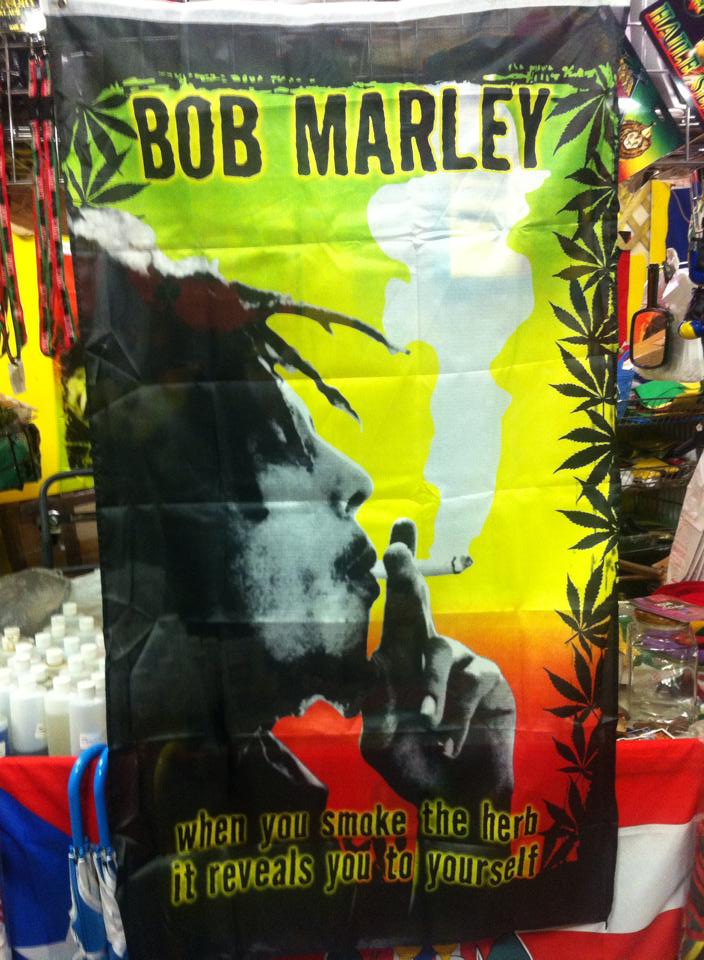 BOB MARLEY
when you smoke the herb
it reveals you to yourself